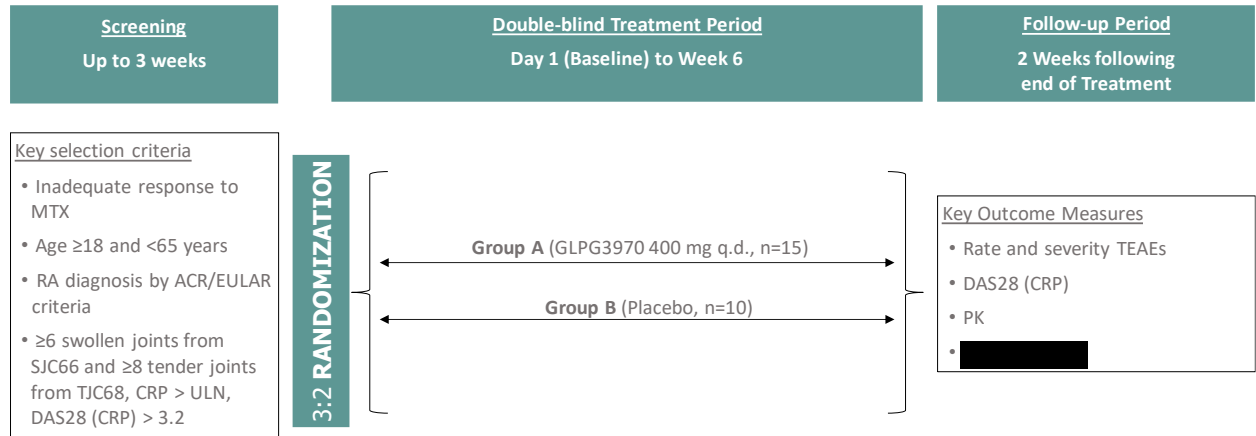 Screening
Up to 3 weeks
Double-blind Treatment Period
Day 1 (Baseline) to Week 6
Follow-up Period
2 Weeks following
end of Treatment
Key selection criteria
• Inadequate response to
MTX
• Age ≥18 and <65 years
• RA diagnosis by ACR/EULAR
criteria
• ≥6 swollen joints from
SJC66 and ≥8 tender joints
from TJC68, CRP > ULN,
DAS28 (CRP) > 3.2
3:2 RANDOMIZATION
Group A (GLPG3970 400 mg q.d., n=15)
Group B (Placebo, n=10)
Key Outcome Measures
• Rate and severity TEAEs
• DAS28 (CRP)
• PK
•